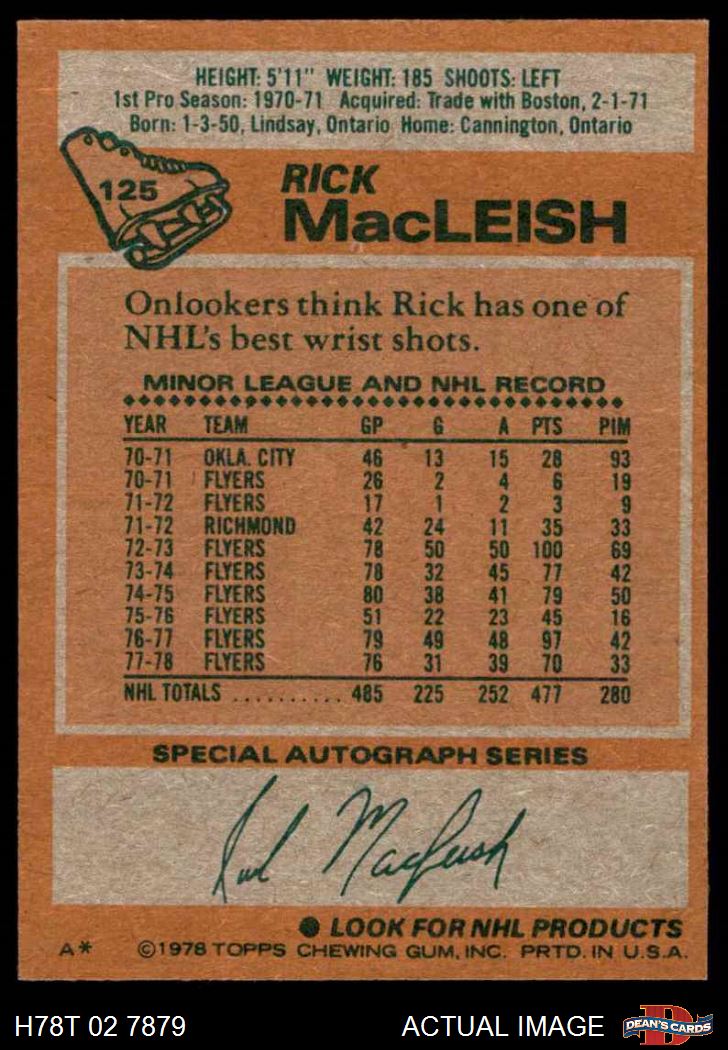 HEIGHT: 5'11" WEIGHT: 185 SHOOTS: LEFT
1st Pro Season: 1970-71 Acquired: Trade with Boston, 2-1-71
Born: 1-3-50, Lindsay, Ontario Home: Cannington, Ontario
125
RICK
MacLEISH
Onlookers think Rick has one of
NHL's best wrist shots.
MINOR LEAGUE AND NHL RECORD
YEAR TEAM GP G A PTS PIM
70-71 OKLA. CITY 46 13 15 28 93
70-71 FLYERS 26 2 4 6 19
71-72 FLYERS 17 1 2 3 9
71-72 RICHMOND 42 24 11 35 33
72-73 FLYERS 78 50 50 100 69
73-74 FLYERS 78 32 45 77 42
74-75 FLYERS 80 38 41 79 50
75-76 FLYERS 51 22 23 45 16
76-77 FLYERS 79 49 48 97 42
77-78 FLYERS 76 31 39 70 33
NHL TOTALS .......... 485 225 252 477 280
SPECIAL AUTOGRAPH SERIES
Rick MacLeish
● LOOK FOR NHL PRODUCTS
A* ©1978 TOPPS CHEWING GUM, INC. PRTD. IN U.S.A.
H78T 02 7879 ACTUAL IMAGE DEAN'S CARDS